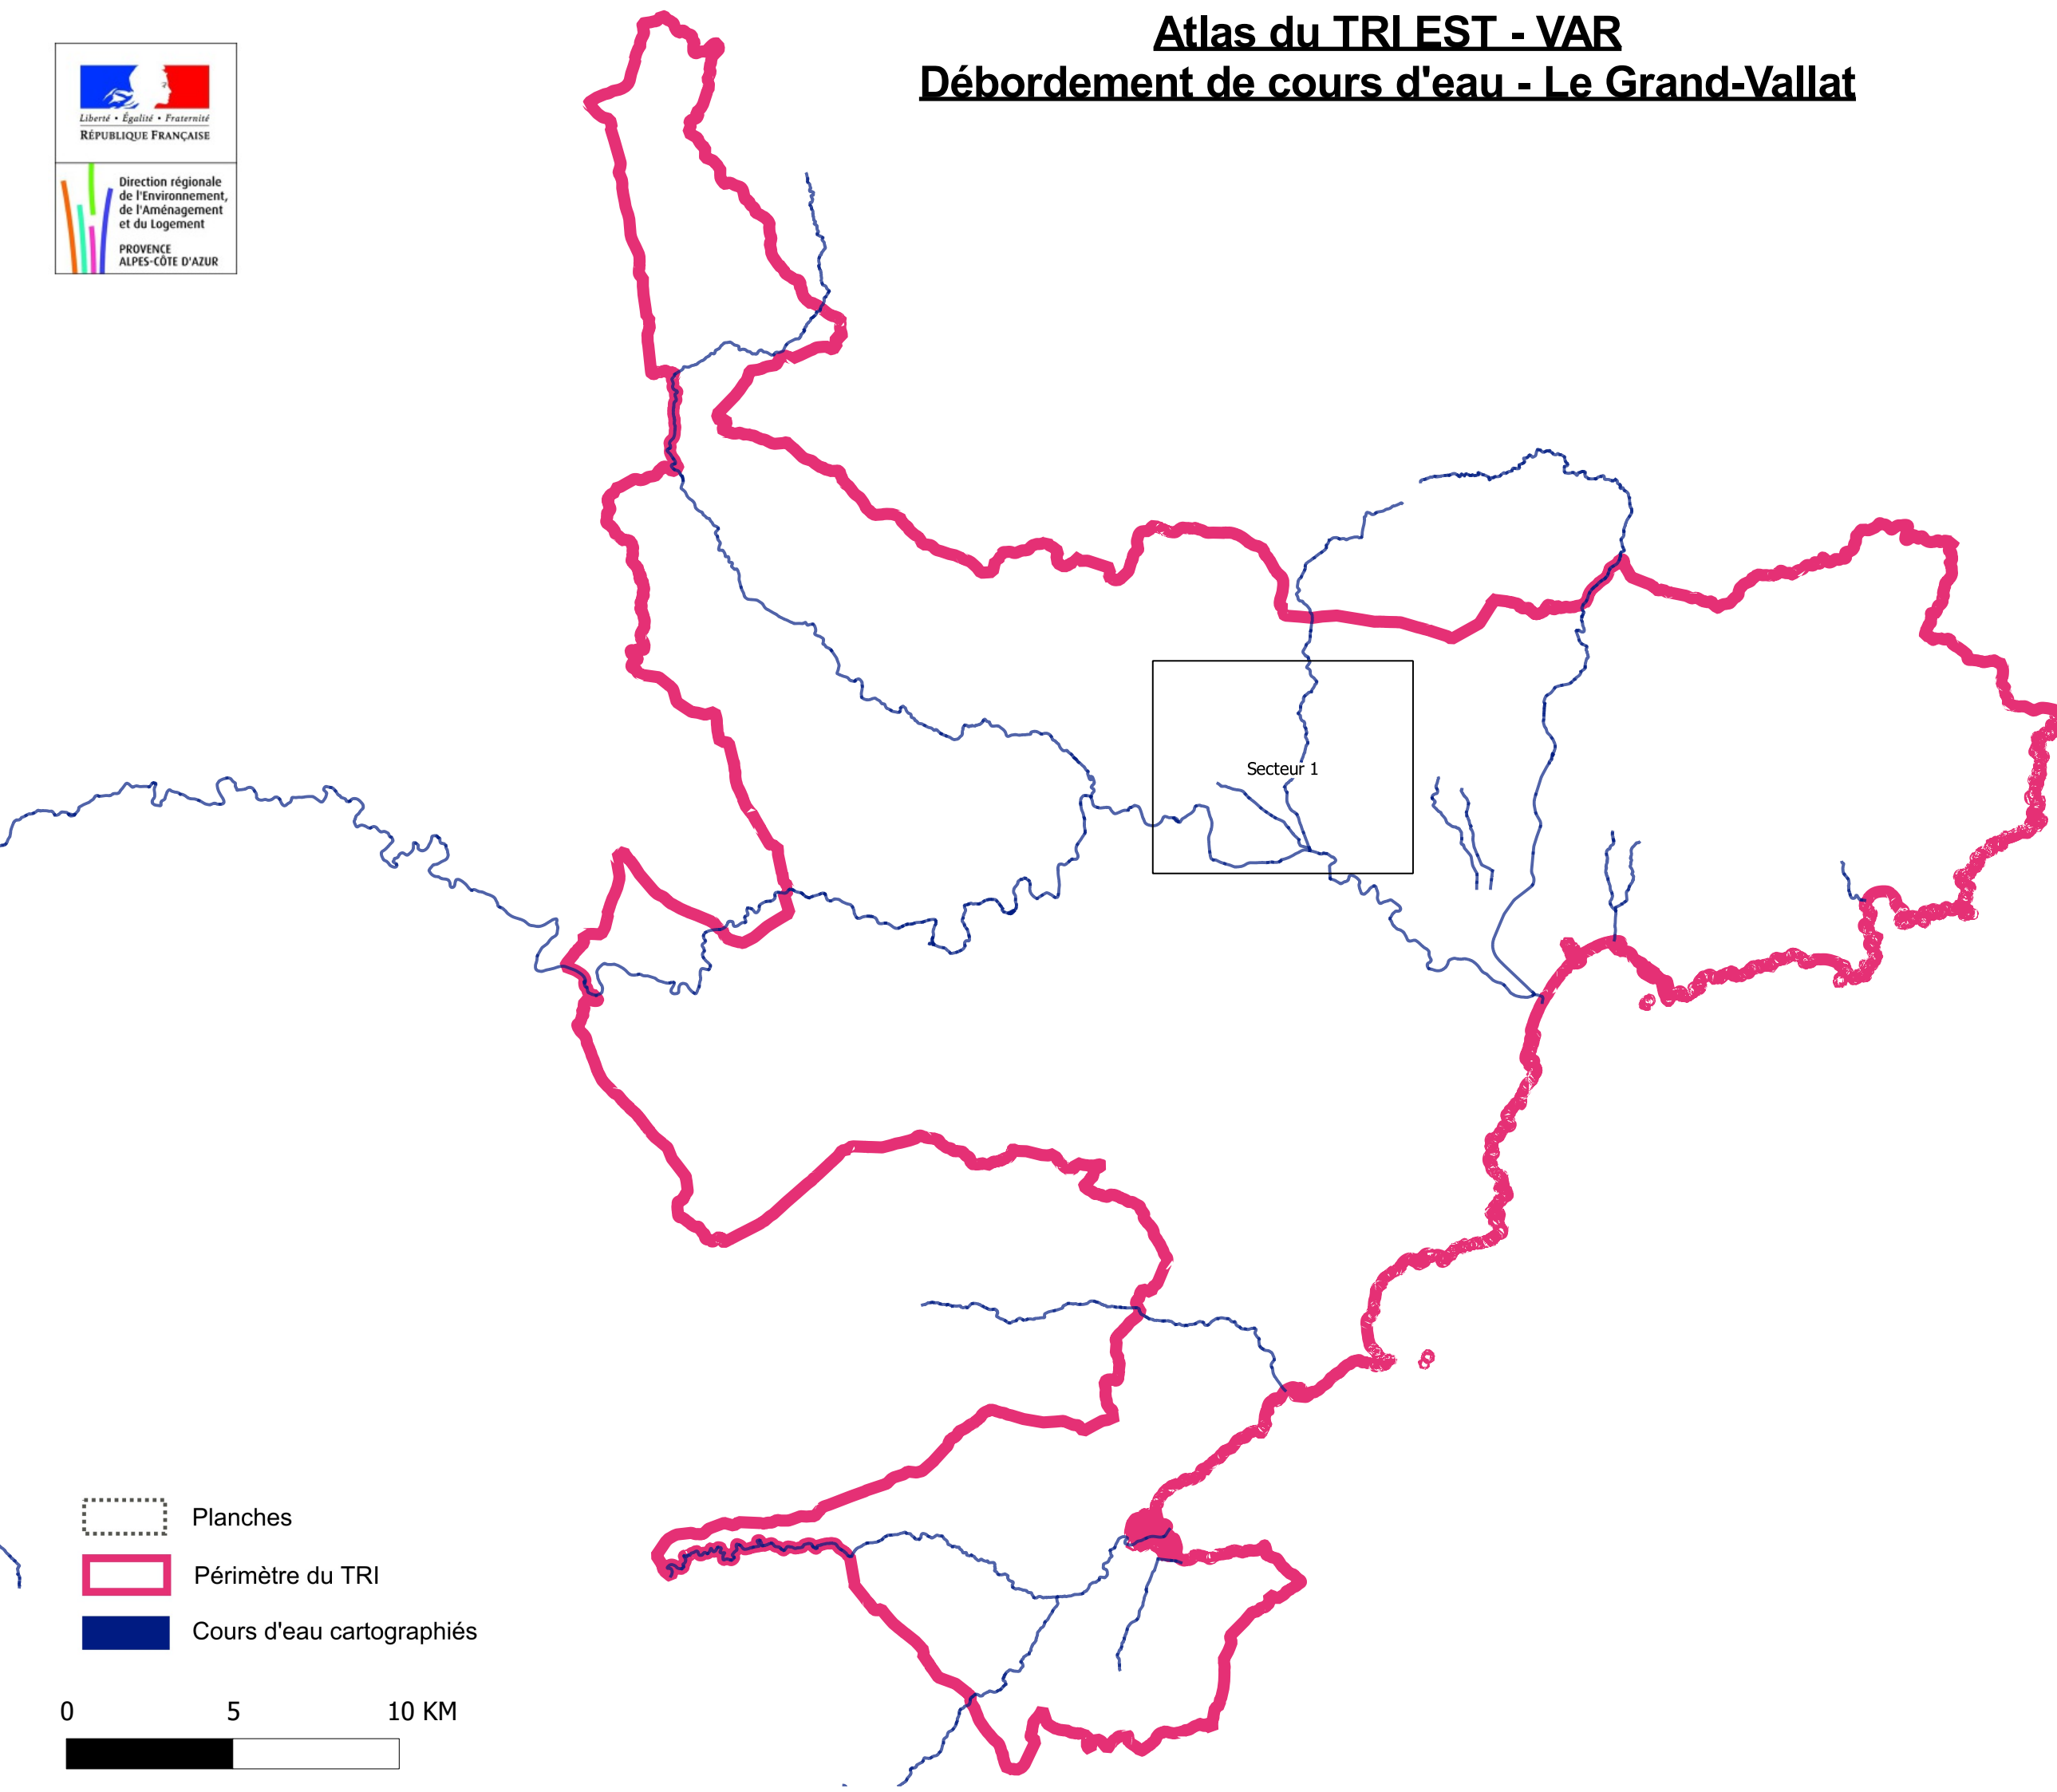 Atlas du TRI EST - VAR
Débordement de cours d'eau - Le Grand-Vallat
Liberté • Égalité • Fraternité
RÉPUBLIQUE FRANÇAISE
Direction régionale
de l'Environnement,
de l'Aménagement
et du Logement
PROVENCE
ALPES-CÔTE D'AZUR
Secteur 1
Planches
Périmètre du TRI
Cours d'eau cartographiés
0 5 10 KM